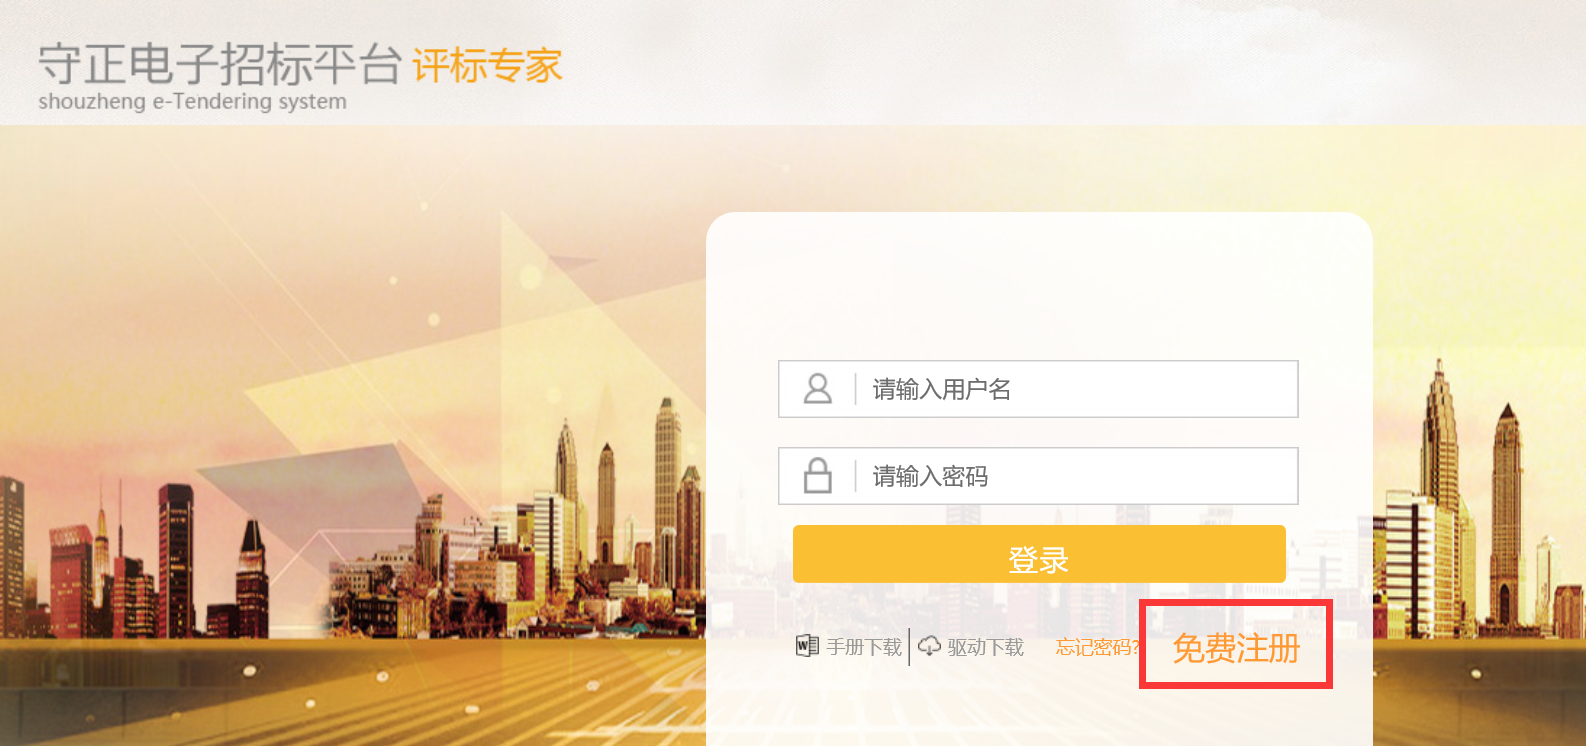 守正电子招标平台 评标专家
shouzheng e-Tendering system
请输入用户名
请输入密码
登录
手册下载 驱动下载 忘记密码? 免费注册